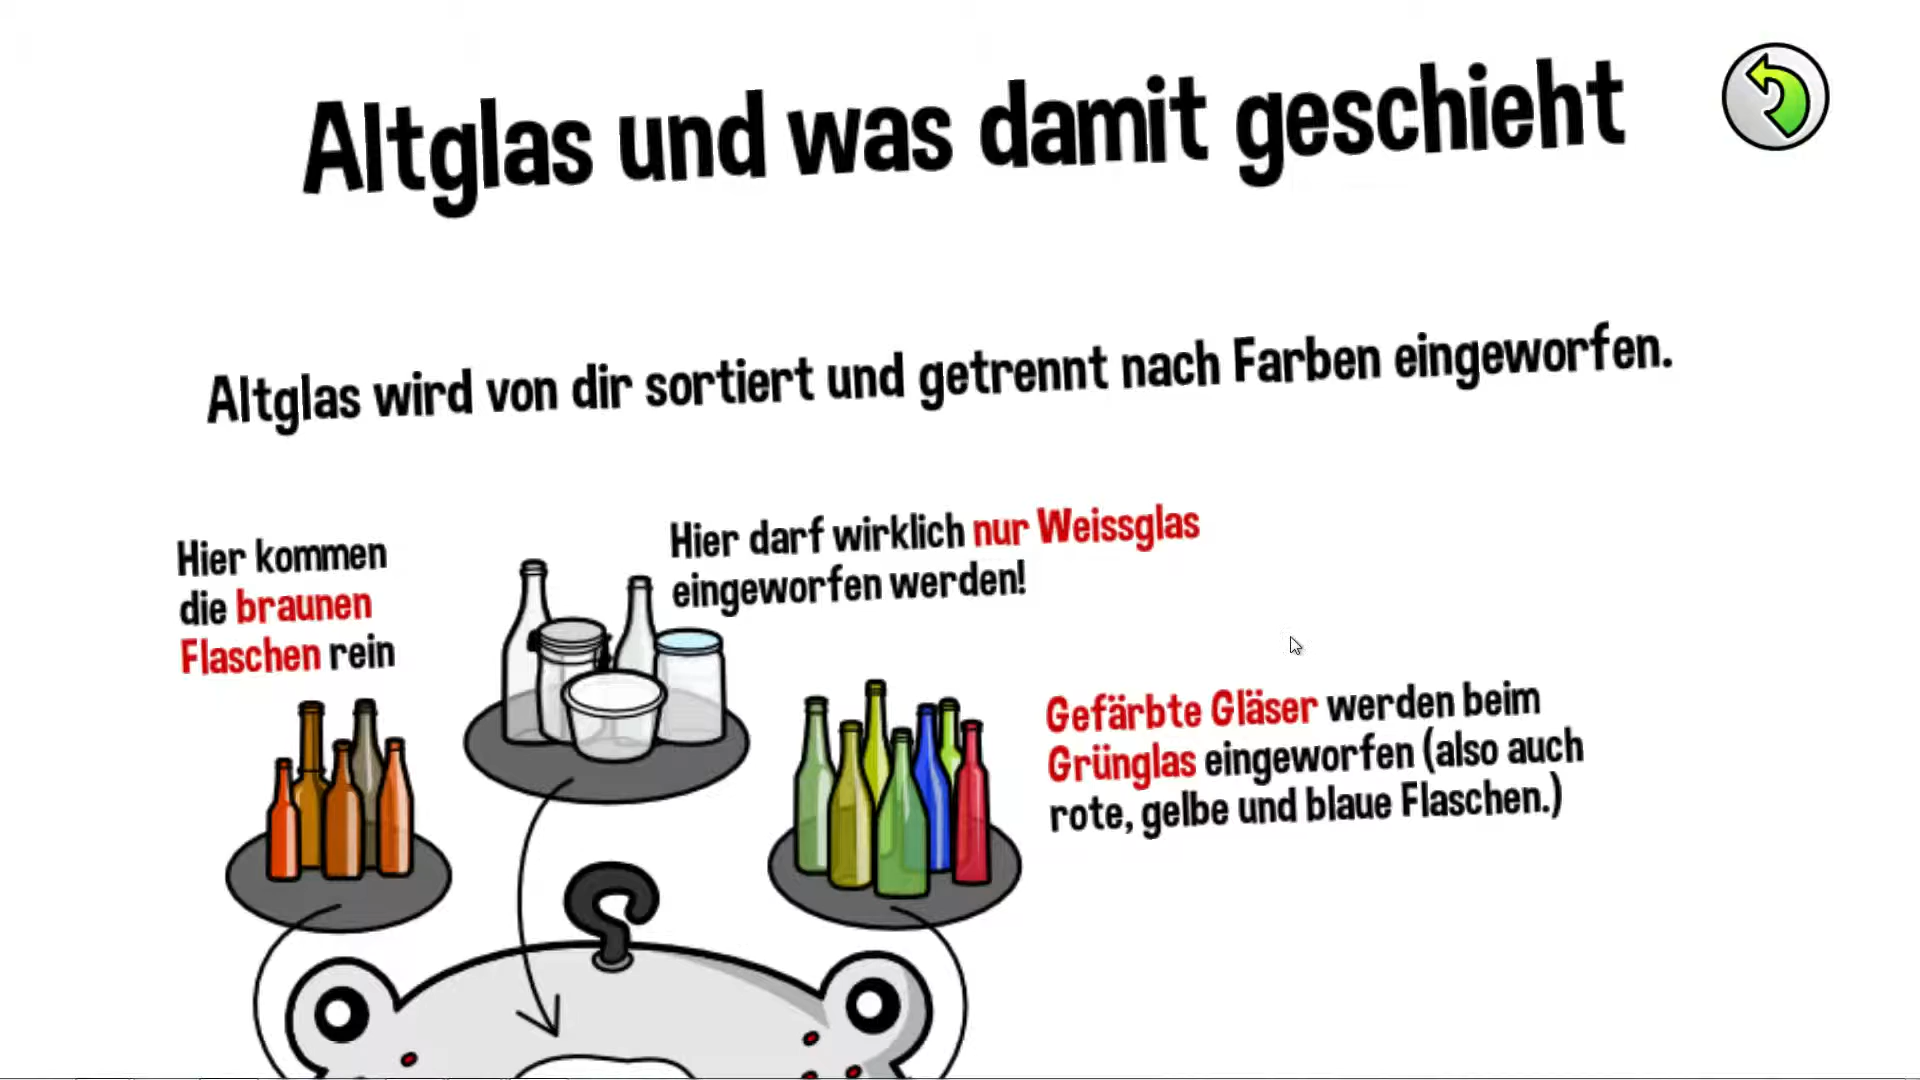 Altglas und was damit geschieht
Altglas wird von dir sortiert und getrennt nach Farben eingeworfen.
Hier kommen
die braunen
Flaschen rein
Hier darf wirklich nur Weissglas
eingeworfen werden!
Gefärbte Gläser werden beim
Grünglas eingeworfen (also auch
rote, gelbe und blaue Flaschen.)